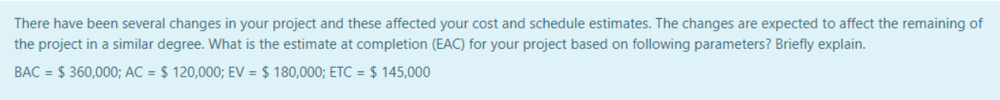 There have been several changes in your project and these affected your cost and schedule estimates. The changes are expected to affect the remaining of
the project in a similar degree. What is the estimate at completion (EAC) for your project based on following parameters? Briefly explain.
BAC = $ 360,000; AC = $ 120,000; EV = $ 180,000; ETC = $ 145,000